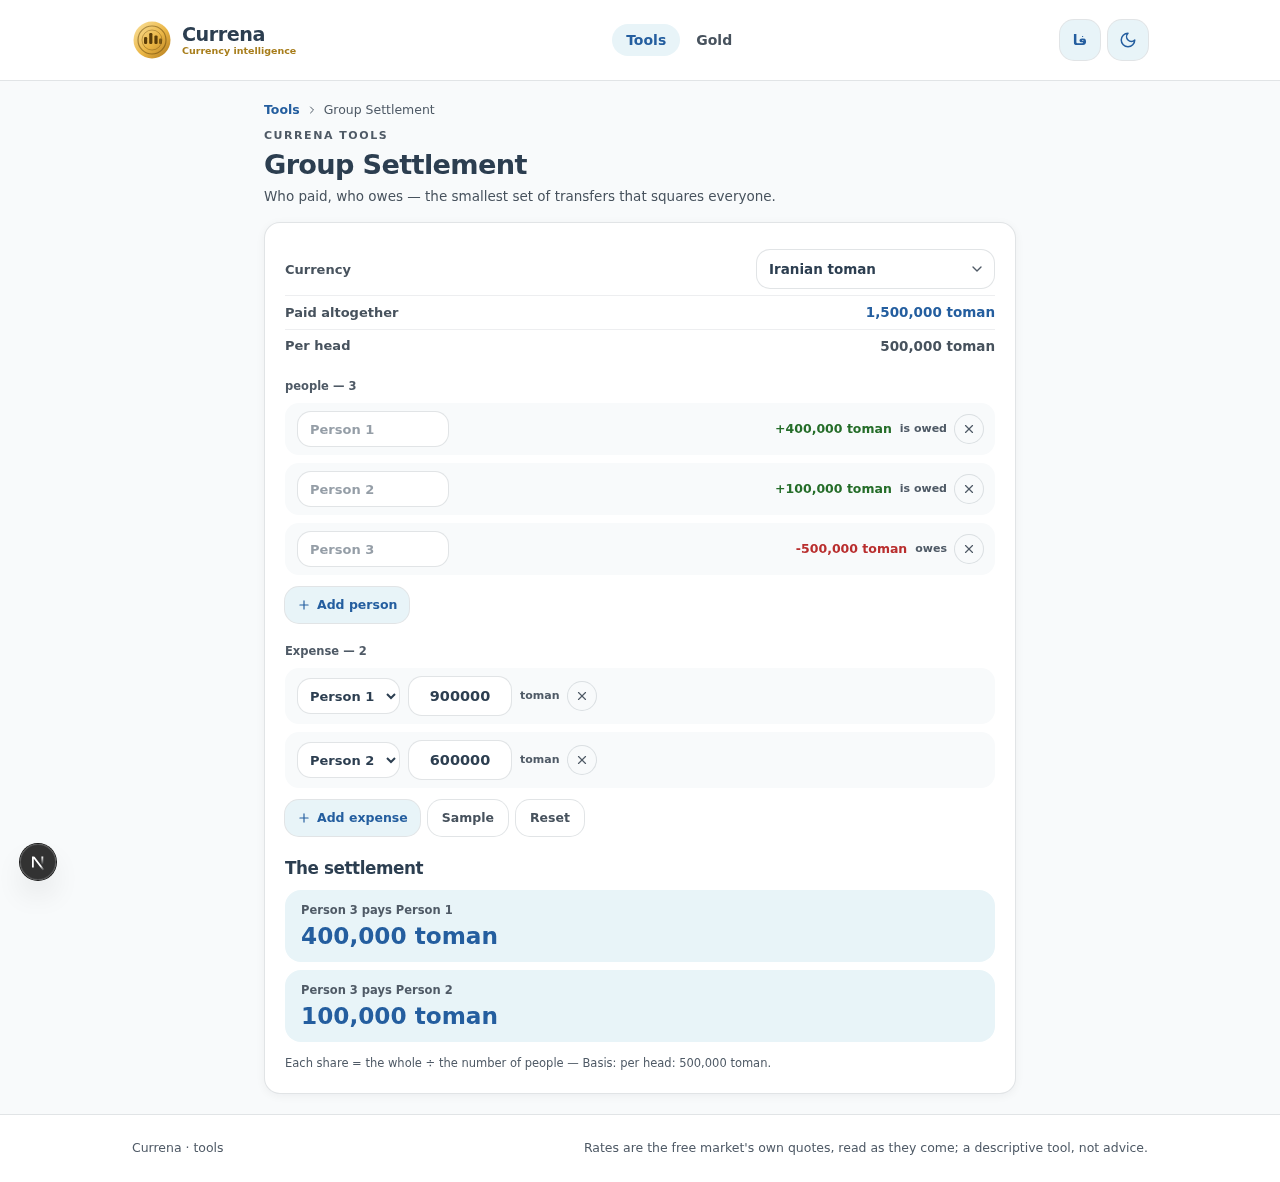 Currena
Currency intelligence
Tools
Gold
فا
Tools
Group Settlement
CURRENA TOOLS
Group Settlement
Who paid, who owes — the smallest set of transfers that squares everyone.
Currency
Iranian toman
Paid altogether
1,500,000 toman
Per head
500,000 toman
people — 3
Person 1
+400,000 toman is owed
Person 2
+100,000 toman is owed
Person 3
-500,000 toman owes
Add person
Expense — 2
Person 1
900000
toman
Person 2
600000
toman
Add expense
Sample
Reset
The settlement
Person 3 pays Person 1
400,000 toman
Person 3 pays Person 2
100,000 toman
Each share = the whole ÷ the number of people — Basis: per head: 500,000 toman.
Currena · tools
Rates are the free market's own quotes, read as they come; a descriptive tool, not advice.